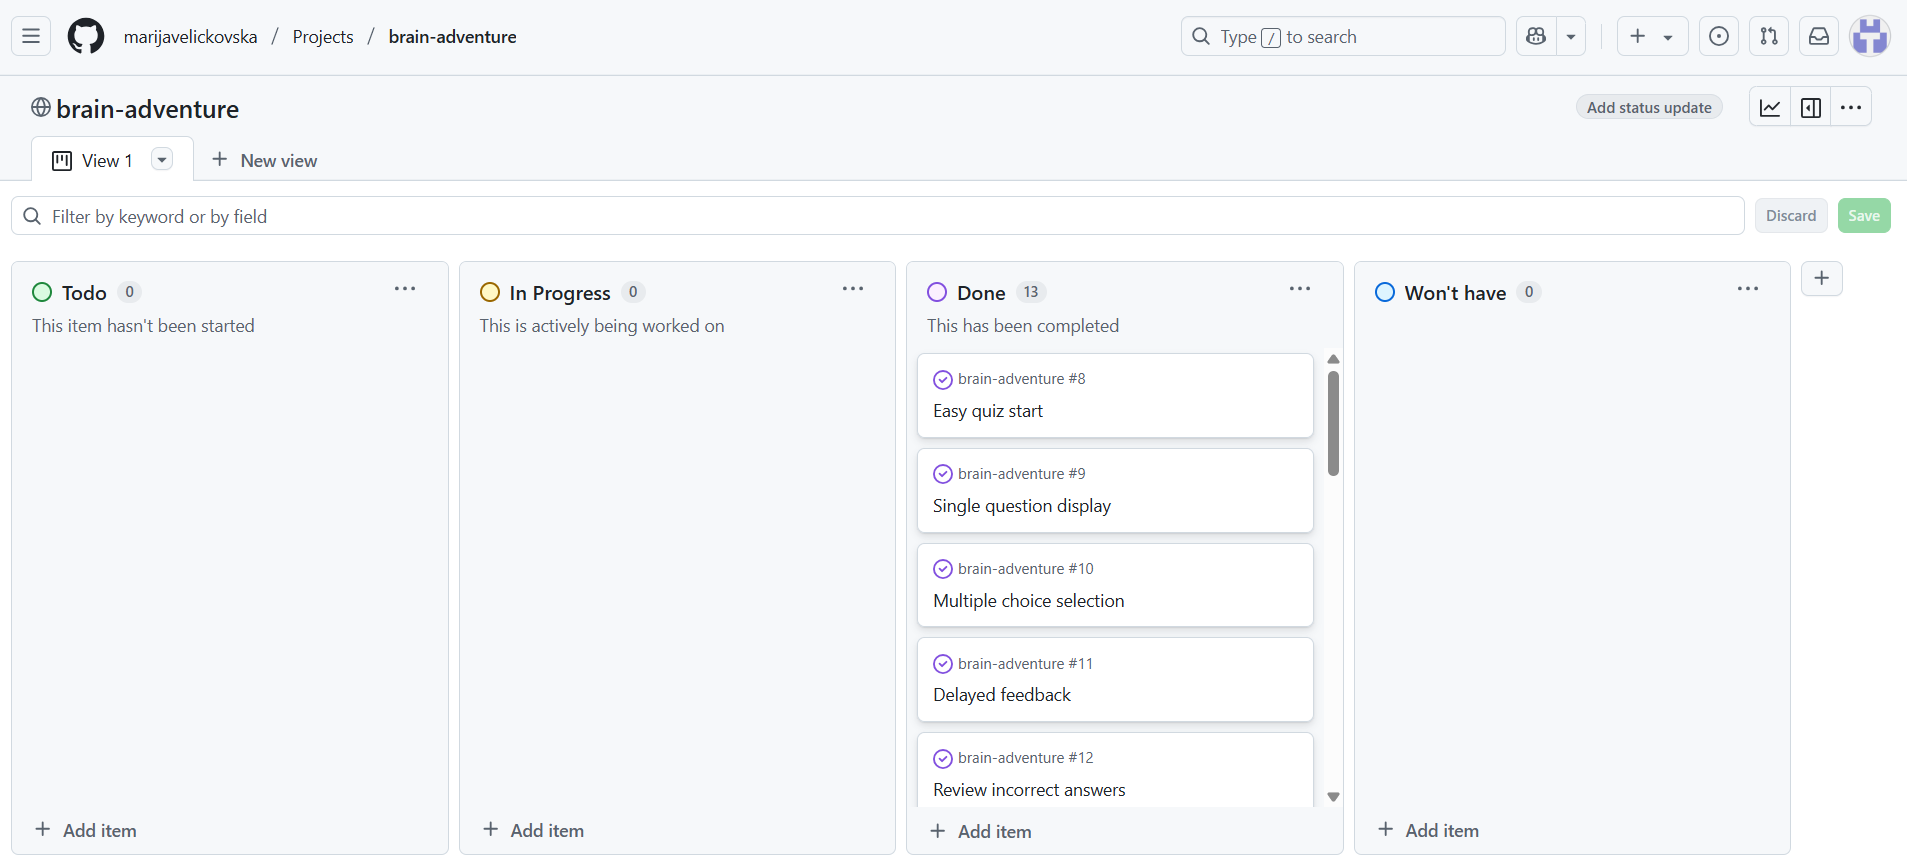 marijavelickovska / Projects / brain-adventure
Type / to search
brain-adventure
Add status update
View 1
New view
Filter by keyword or by field
Discard
Save
Todo 0
This item hasn't been started
Add item
In Progress 0
This is actively being worked on
Add item
Done 13
This has been completed
brain-adventure #8
Easy quiz start
brain-adventure #9
Single question display
brain-adventure #10
Multiple choice selection
brain-adventure #11
Delayed feedback
brain-adventure #12
Review incorrect answers
Add item
Won't have 0
Add item